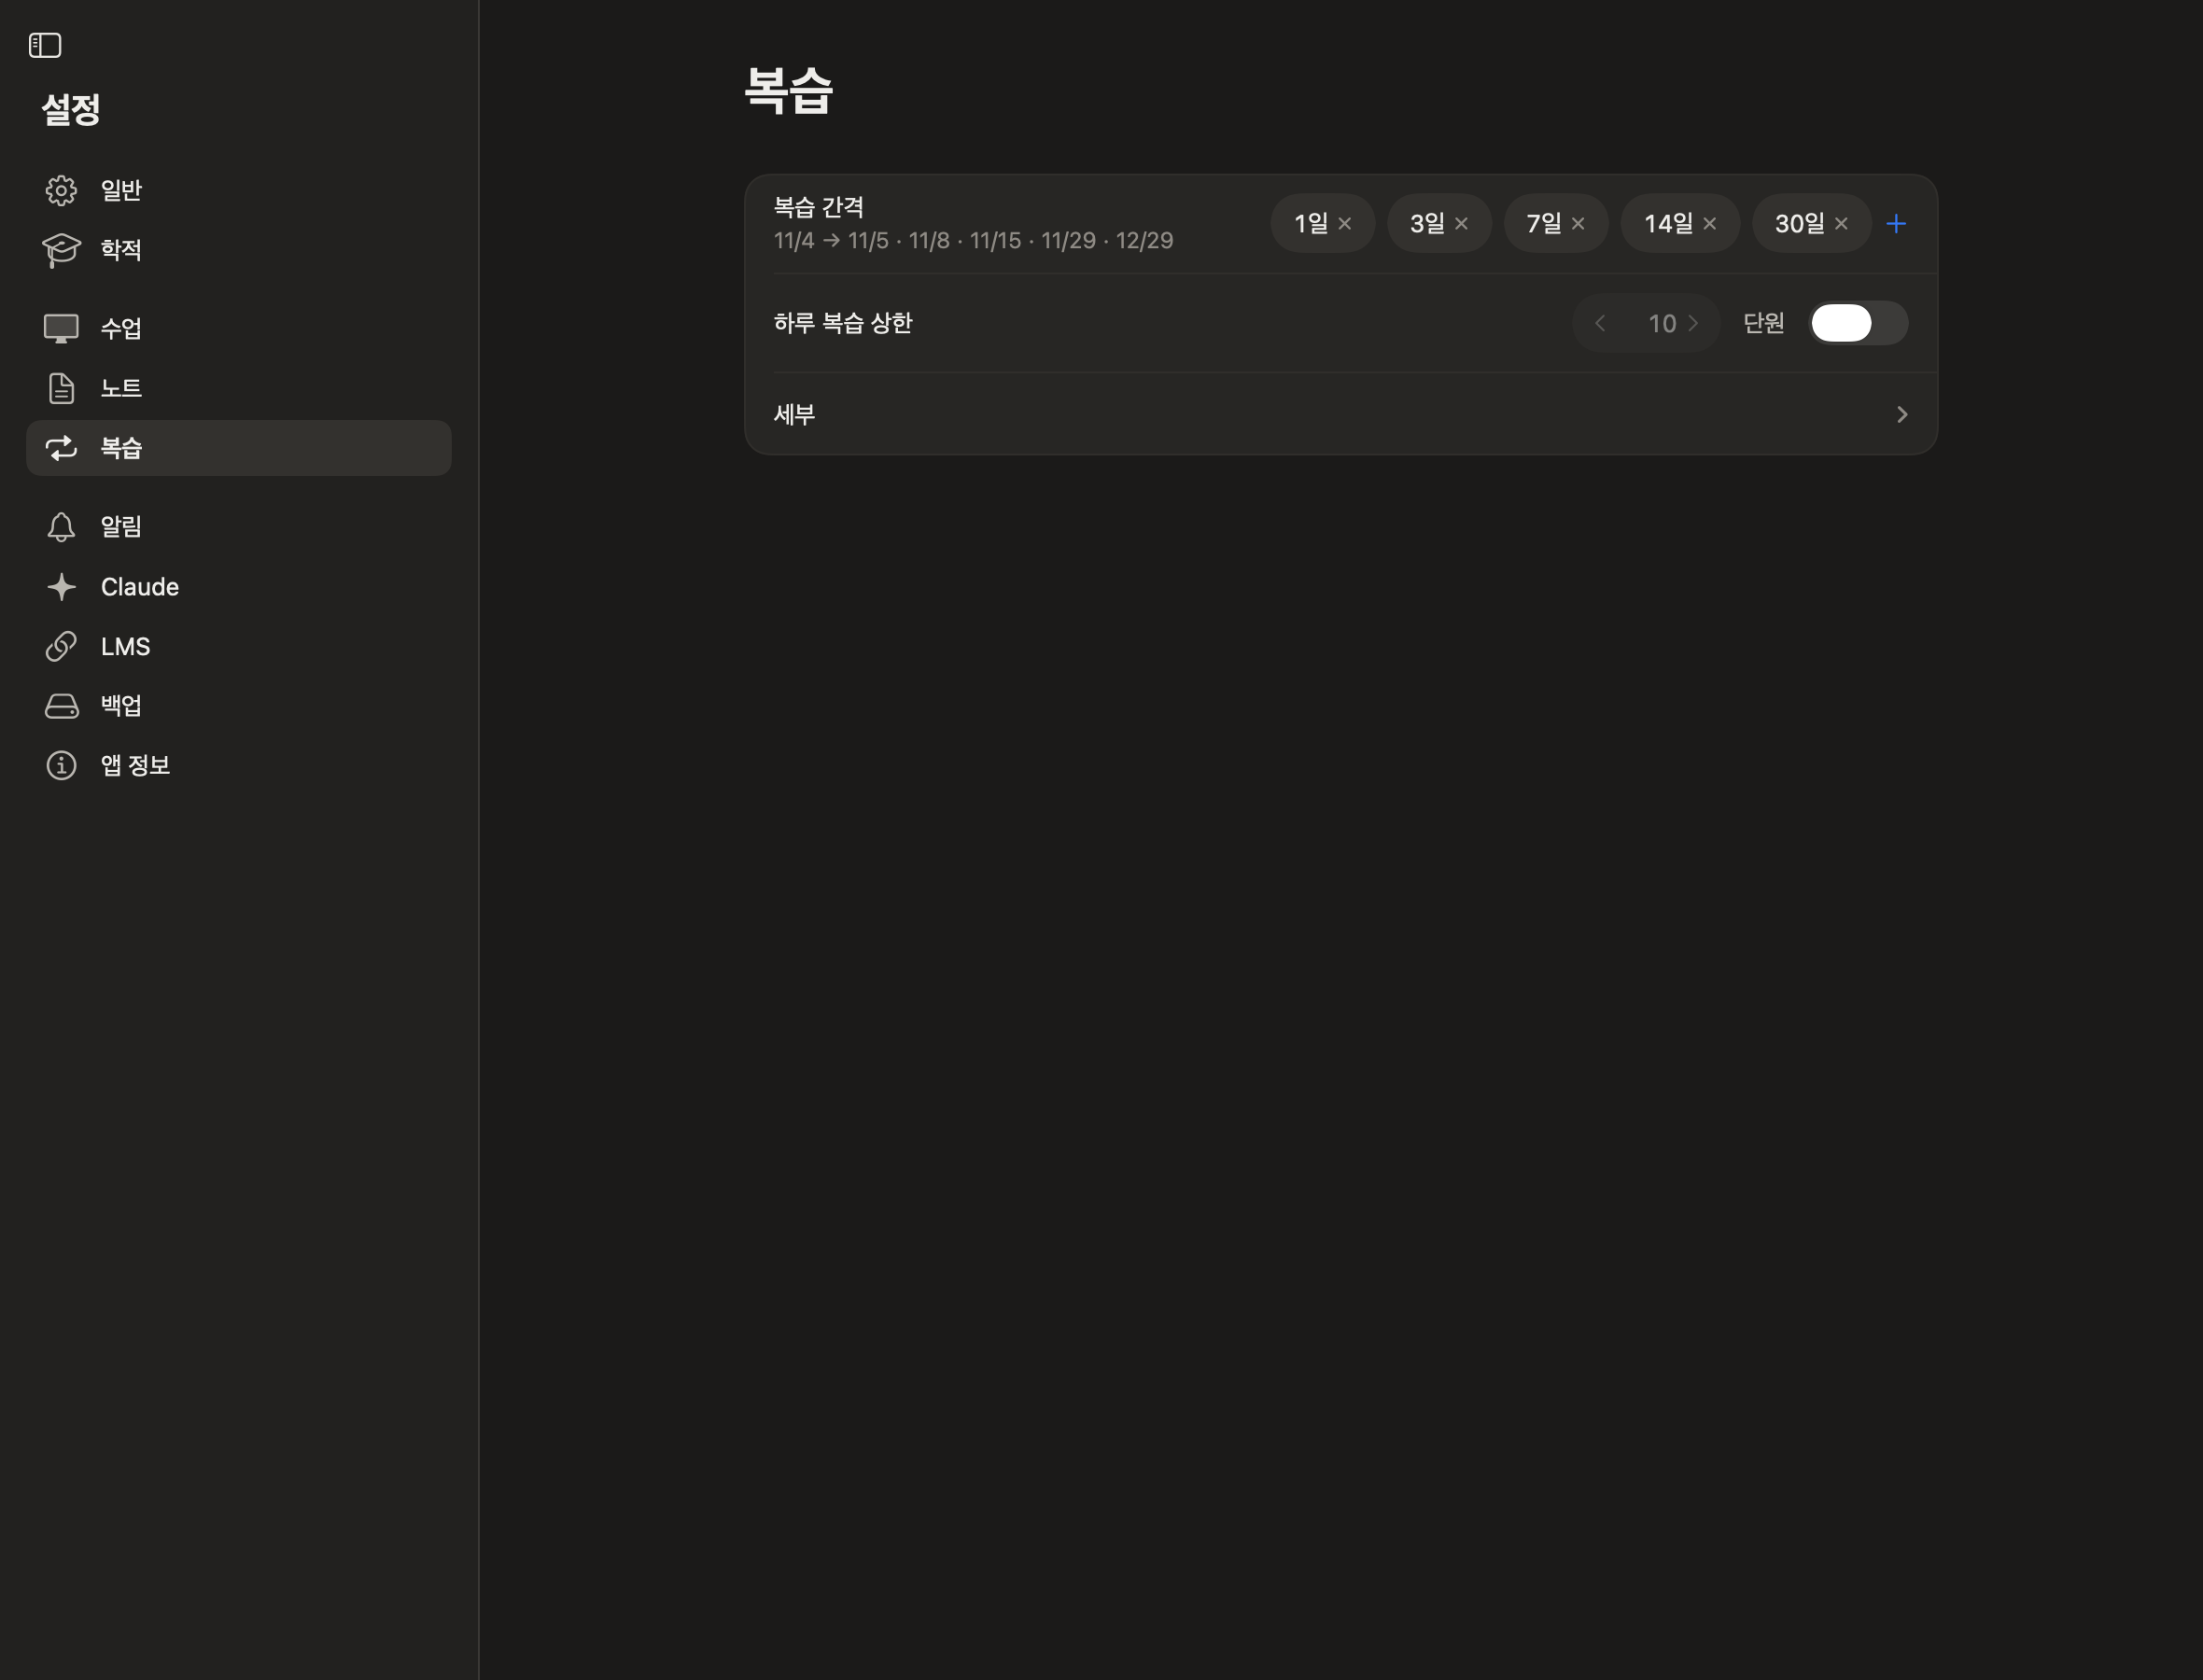 설정
일반
학적
수업
노트
복습
알림
Claude
LMS
백업
앱 정보
복습
복습 간격
11/4 → 11/5 · 11/8 · 11/15 · 11/29 · 12/29
1일 × 3일 × 7일 × 14일 × 30일 × +
하루 복습 상한
10 단원
세부